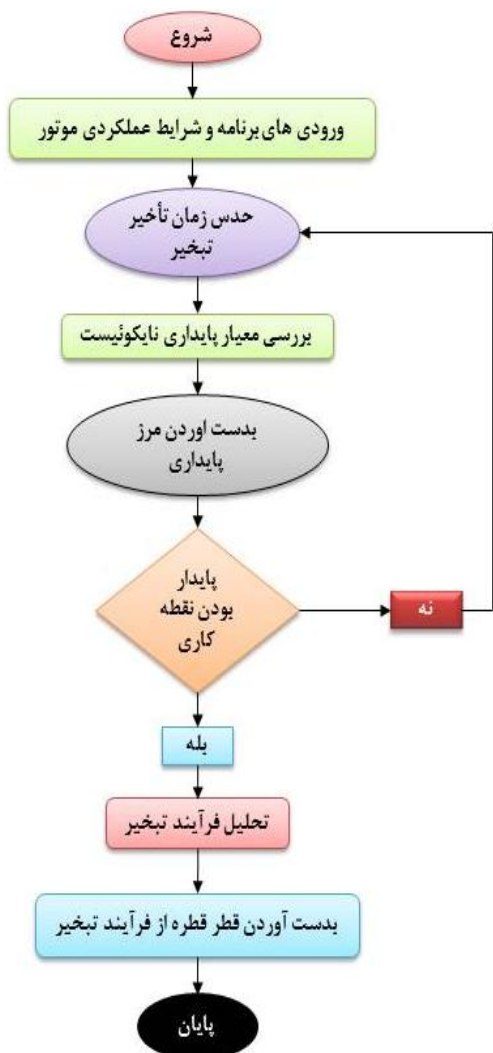 شروع
ورودی های برنامه و شرایط عملکردی موتور
حدس زمان تأخیر
تبخیر
بررسی معیار پایداری نایکوئیست
بدست اوردن مرز
پایداری
پایدار
بودن نقطه
کاری
نه
بله
تحلیل فرآیند تبخیر
بدست آوردن قطر قطره از فرآیند تبخیر
پایان